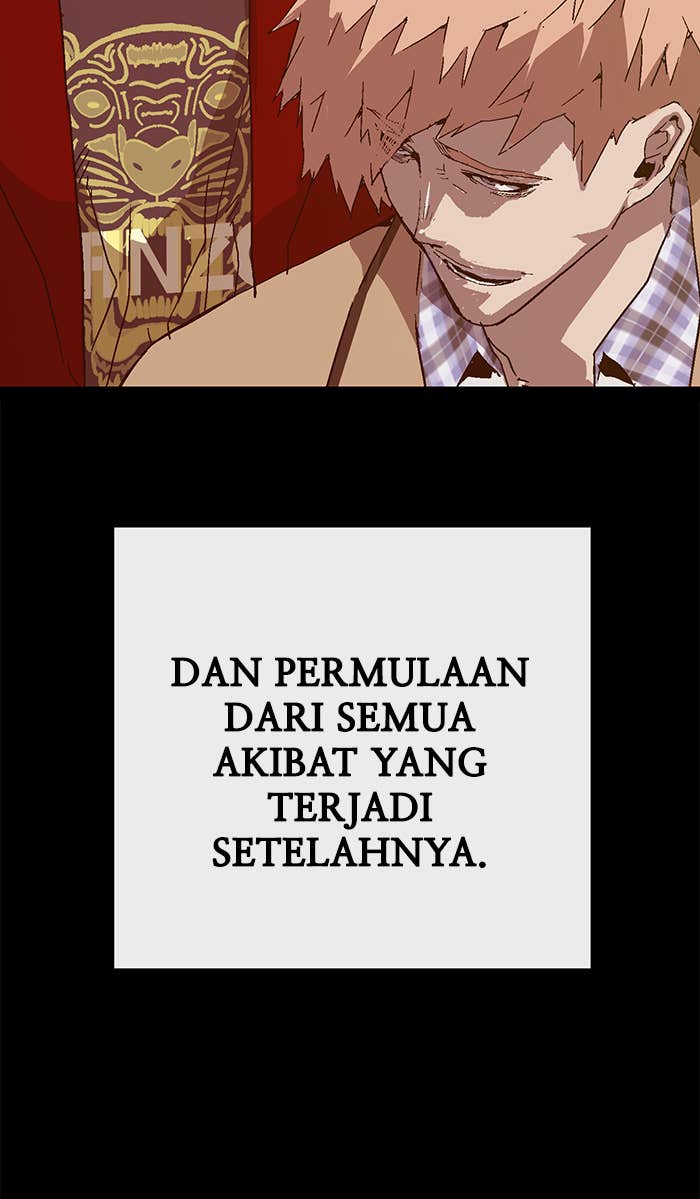 DAN PERMULAAN
DARI SEMUA
AKIBAT YANG
TERJADI
SETELAHNYA.